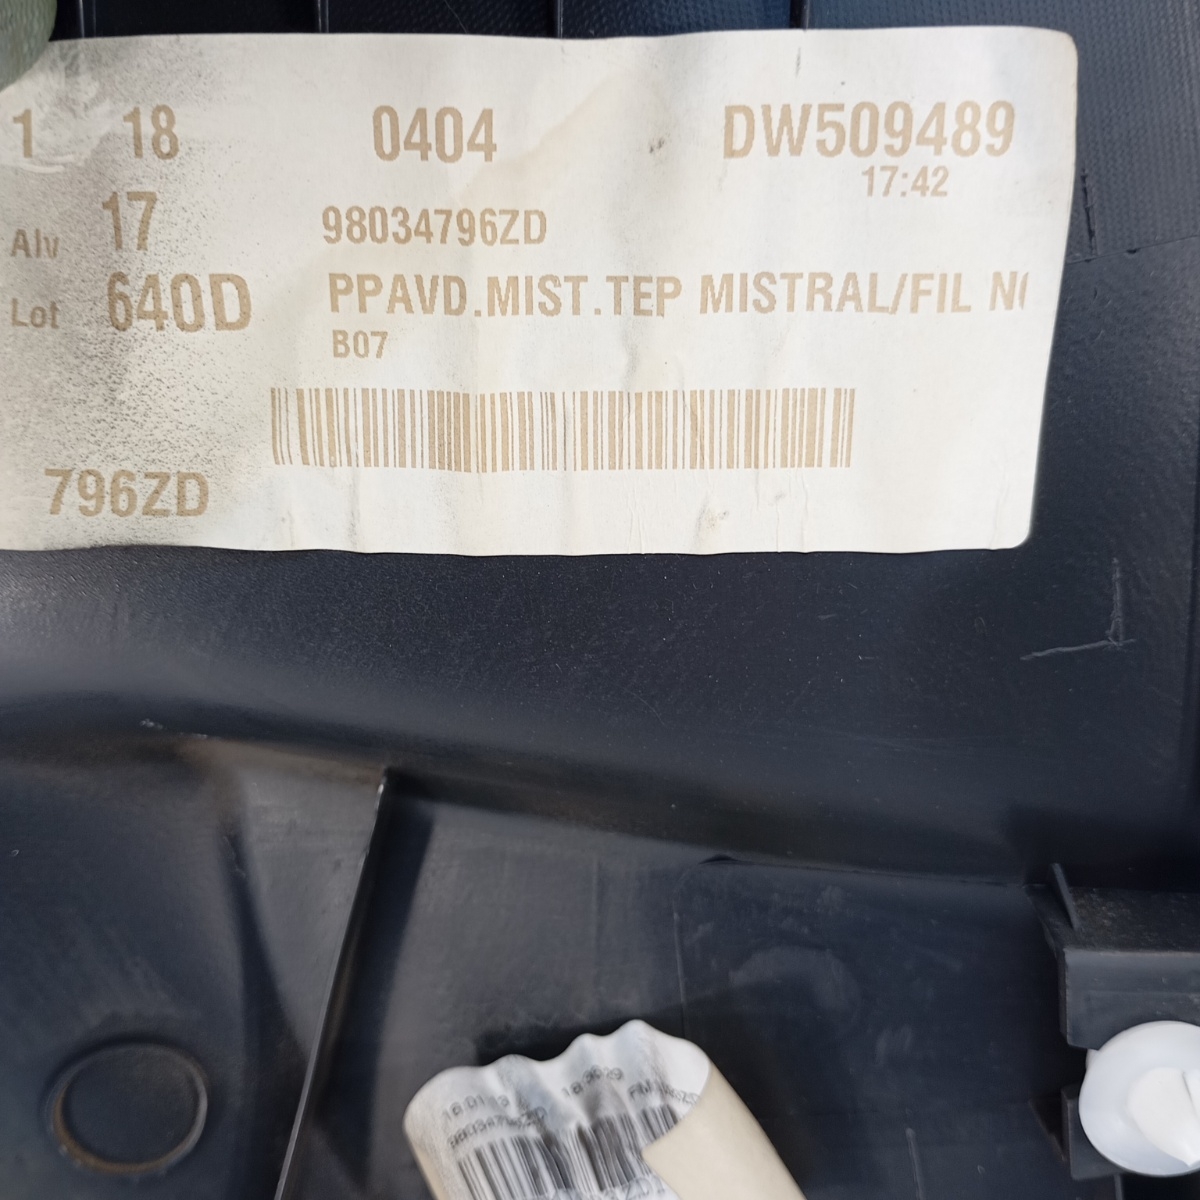 1 18 0404 DW509489
17:42
Alv 17 98034796ZD
Lot 640D PPAVD.MIST.TEP MISTRAL/FIL
B07
796ZD